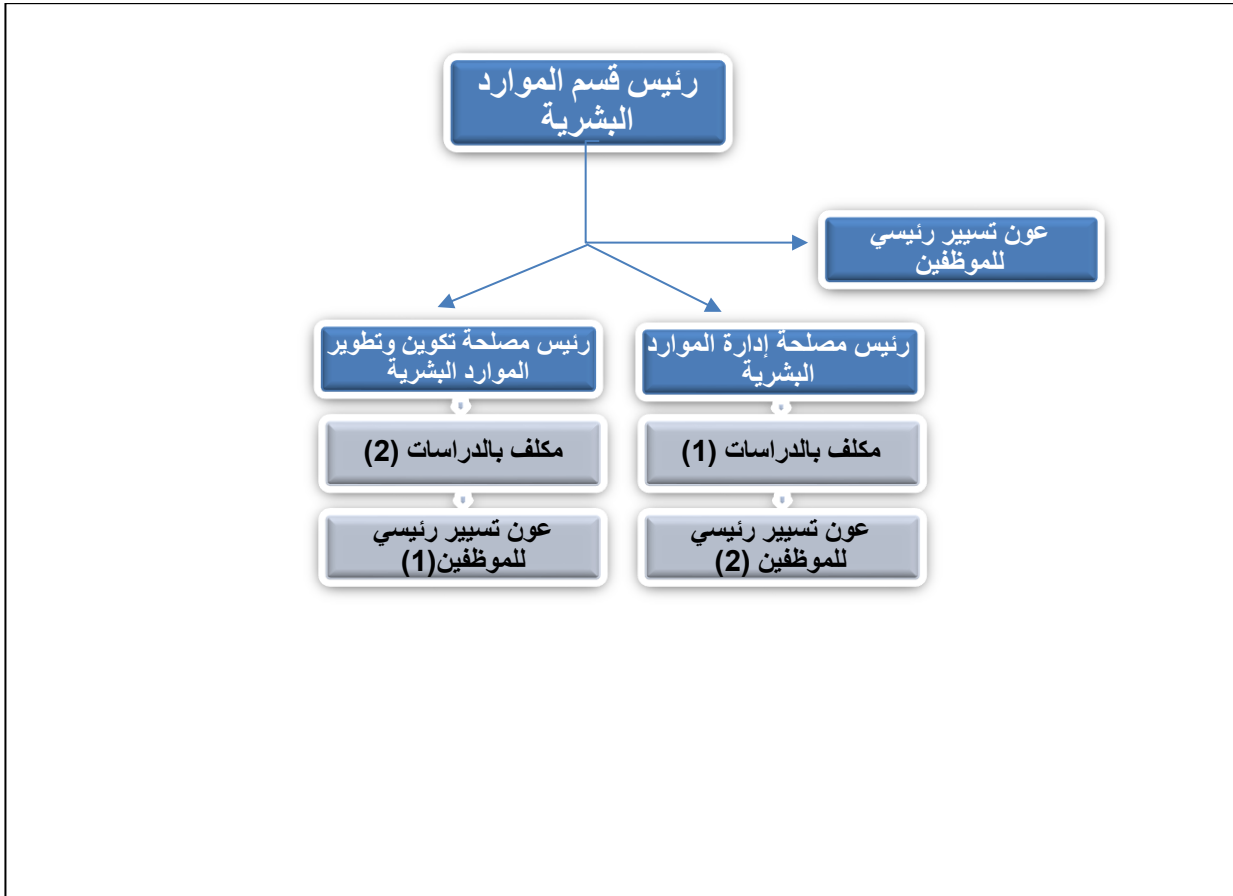 رئيس قسم الموارد
البشرية
عون تسيير رئيسي
للموظفين
رئيس مصلحة إدارة الموارد
البشرية
رئيس مصلحة تكوين وتطوير
الموارد البشرية
مكلف بالدراسات (1)
مكلف بالدراسات (2)
عون تسيير رئيسي
للموظفين (2)
عون تسيير رئيسي
للموظفين(1)